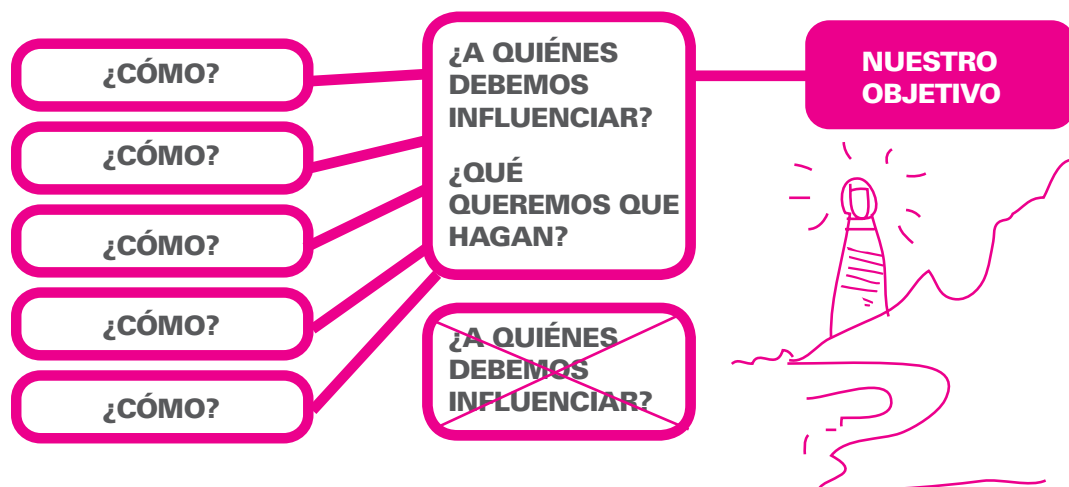 ¿CÓMO?
¿CÓMO?
¿CÓMO?
¿CÓMO?
¿CÓMO?
¿A QUIÉNES
DEBEMOS
INFLUENCIAR?
¿QUÉ
QUEREMOS QUE
HAGAN?
¿A QUIÉNES
DEBEMOS
INFLUENCIAR?
NUESTRO
OBJETIVO